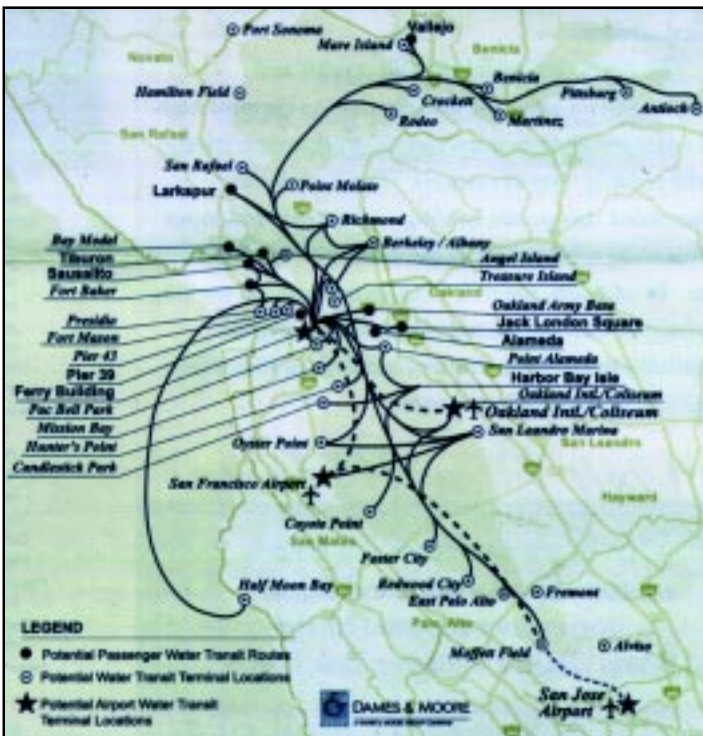 Port Sonoma
Vallejo
Mare Island
Benicia
Novato
Hamilton Field
Benicia
Pittsburg
Crockett
Antioch
Rodeo
Martinez
San Rafael
San Rafael
Point Molate
Larkspur
Richmond
Bay Model
Berkeley / Albany
Tiburon
Angel Island
Sausalito
Treasure Island
Fort Baker
Oakland
Oakland Army Base
Presidio
Jack London Square
Fort Mason
Alameda
Pier 43
Point Alameda
Pier 39
Harbor Bay Isle
Ferry Building
Oakland Intl./Coliseum
Pac Bell Park
Oakland Intl./Coliseum
Mission Bay
San Leandro Marina
Hunter's Point
Oyster Point
San Leandro
Candlestick Park
San Francisco Airport
Hayward
Coyote Point
San Mateo
Foster City
Redwood City
Half Moon Bay
East Palo Alto
Fremont
LEGEND
Palo Alto
Potential Passenger Water Transit Routes
Moffett Field
Alviso
Potential Water Transit Terminal Locations
Potential Airport Water Transit
Terminal Locations
DAMES & MOORE
San Jose
Airport